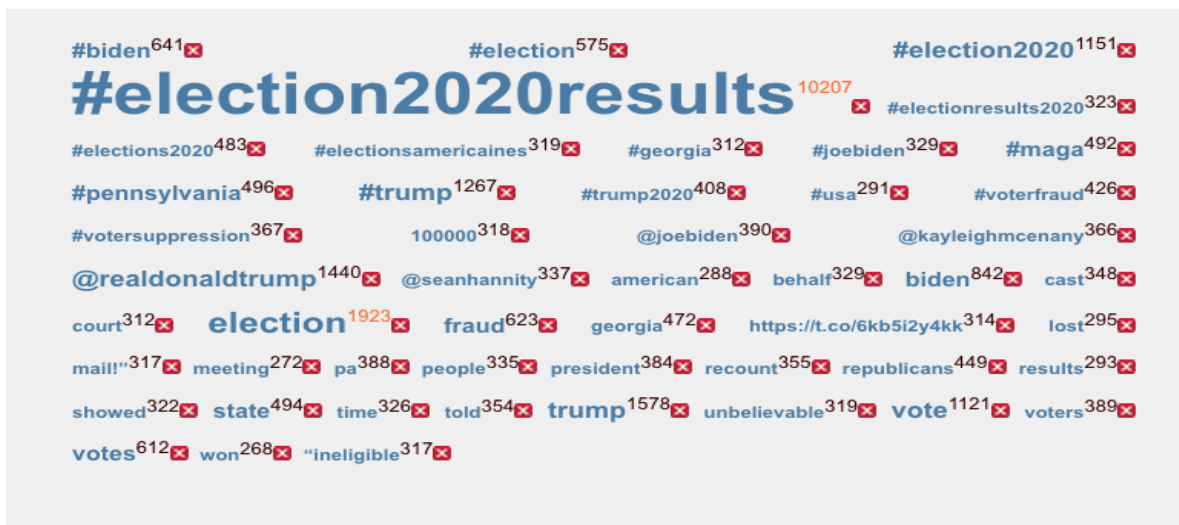 #biden641 #election575 #election20201151
#election2020results10207 #electionresults2020323
#elections2020483 #electionsamericaines319 #georgia312 #joebiden329 #maga492
#pennsylvania496 #trump1267 #trump2020408 #usa291 #voterfraud426
#votersuppression367 100000318 @joebiden390 @kayleighmcenany366
@realdonaldtrump1440 @seanhannity337 american288 behalf329 biden842 cast348
court312 election1923 fraud623 georgia472 https://t.co/6kb5i2y4kk314 lost295
mail!”317 meeting272 pa388 people335 president384 recount355 republicans449 results293
showed322 state494 time326 told354 trump1578 unbelievable319 vote1121 voters389
votes612 won268 “ineligible317